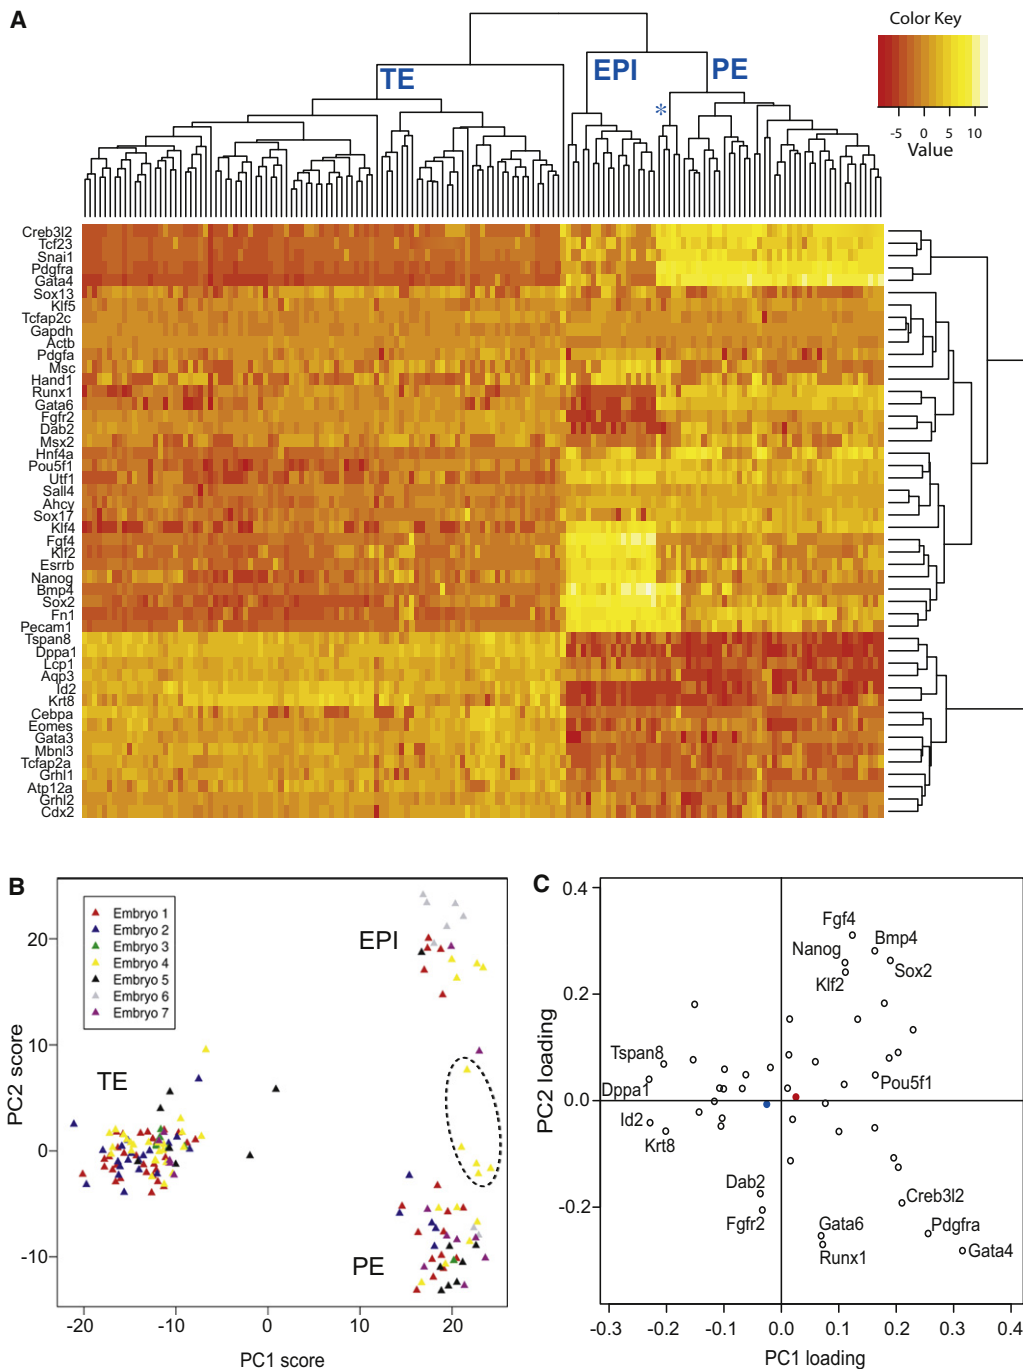 A
TE
EPI
PE
*
Color Key
-5 0 5 10
Value
Creb3l2
Tcf23
Snai1
Pdgfra
Gata4
Sox13
Klf5
Tcfap2c
Gapdh
Actb
Pdgfa
Msc
Hand1
Runx1
Gata6
Fgfr2
Dab2
Msx2
Hnf4a
Pou5f1
Utf1
Sall4
Ahcy
Sox17
Klf4
Fgf4
Klf2
Esrrb
Nanog
Bmp4
Sox2
Fn1
Pecam1
Tspan8
Dppa1
Lcp1
Aqp3
Id2
Krt8
Cebpa
Eomes
Gata3
Mbnl3
Tcfap2a
Grhl1
Atp12a
Grhl2
Cdx2
B
Embryo 1
Embryo 2
Embryo 3
Embryo 4
Embryo 5
Embryo 6
Embryo 7
EPI
TE
PE
PC2 score
20
10
0
-10
-20 -10 0 10 20
PC1 score
C
PC2 loading
0.4
0.2
0.0
-0.2
Fgf4
Nanog
Bmp4
Klf2
Sox2
Tspan8
Dppa1
Pou5f1
Id2
Krt8
Dab2
Fgfr2
Creb3l2
Gata6
Pdgfra
Runx1
Gata4
-0.3 -0.2 -0.1 0.0 0.1 0.2 0.3 0.4
PC1 loading